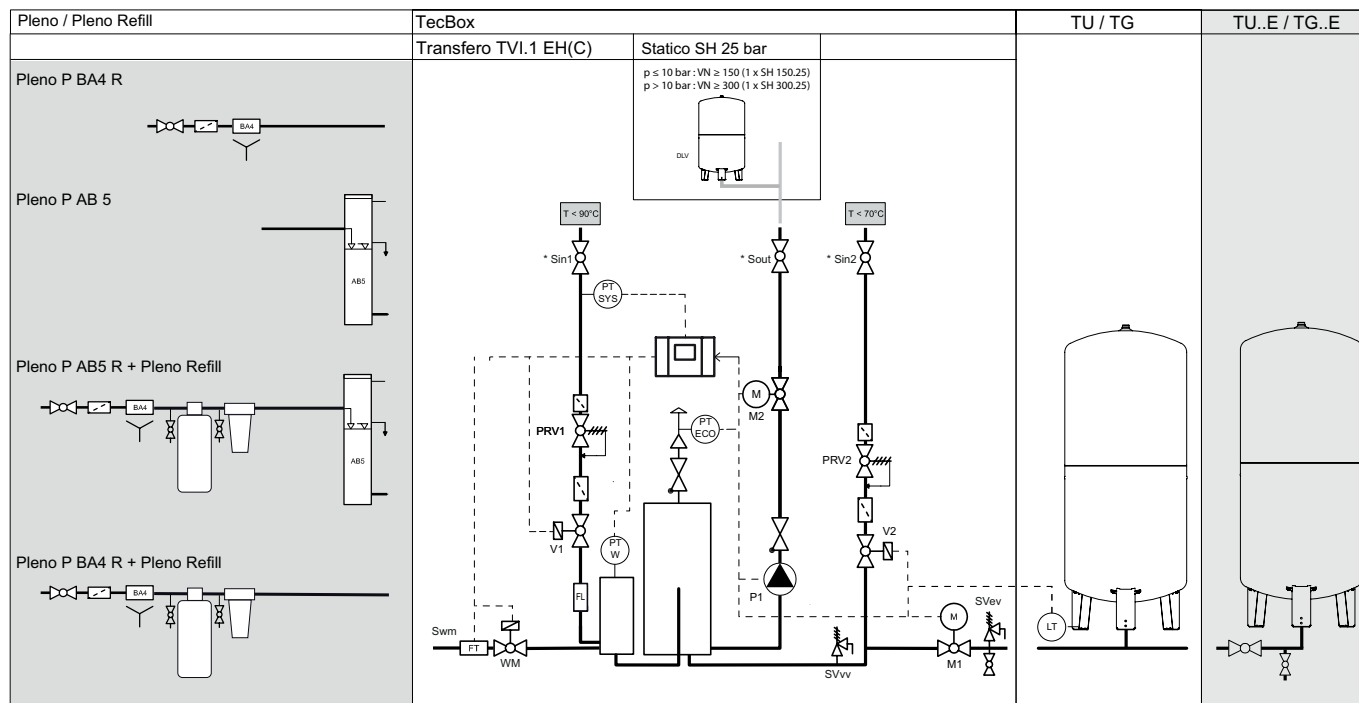 Pleno / Pleno Refill
TecBox
TU / TG
TU..E / TG..E
Transfero TVI.1 EH(C)
Statico SH 25 bar
p ≤ 10 bar : VN ≥ 150 (1 x SH 150.25)
p > 10 bar : VN ≥ 300 (1 x SH 300.25)
DLV
Pleno P BA4 R
BA4
Pleno P AB 5
AB5
Pleno P AB5 R + Pleno Refill
BA4
AB5
Pleno P BA4 R + Pleno Refill
BA4
T < 90°C
T < 70°C
* Sin1
* Sout
* Sin2
PT
SYS
M
M2
PT
ECO
PRV1
PRV2
V1
V2
PT
W
FL
P1
Swm
FT
WM
SVvv
M
M1
SVev
LT